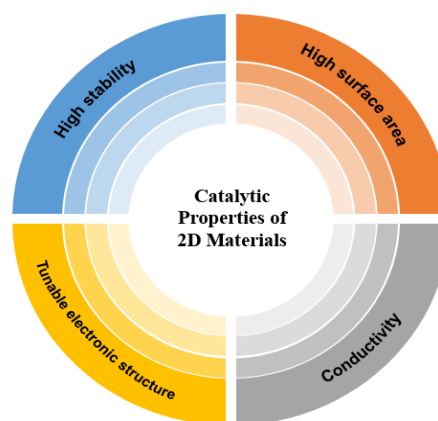 High stability
High surface
area
Catalytic
Properties of
2D Materials
Tunable electronic
structure
Conductivity